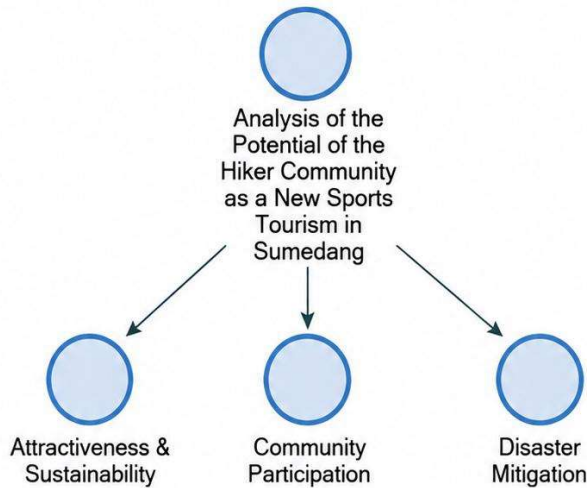 Analysis of the
Potential of the
Hiker Community
as a New Sports
Tourism in
Sumedang
Attractiveness &
Sustainability
Community
Participation
Disaster
Mitigation